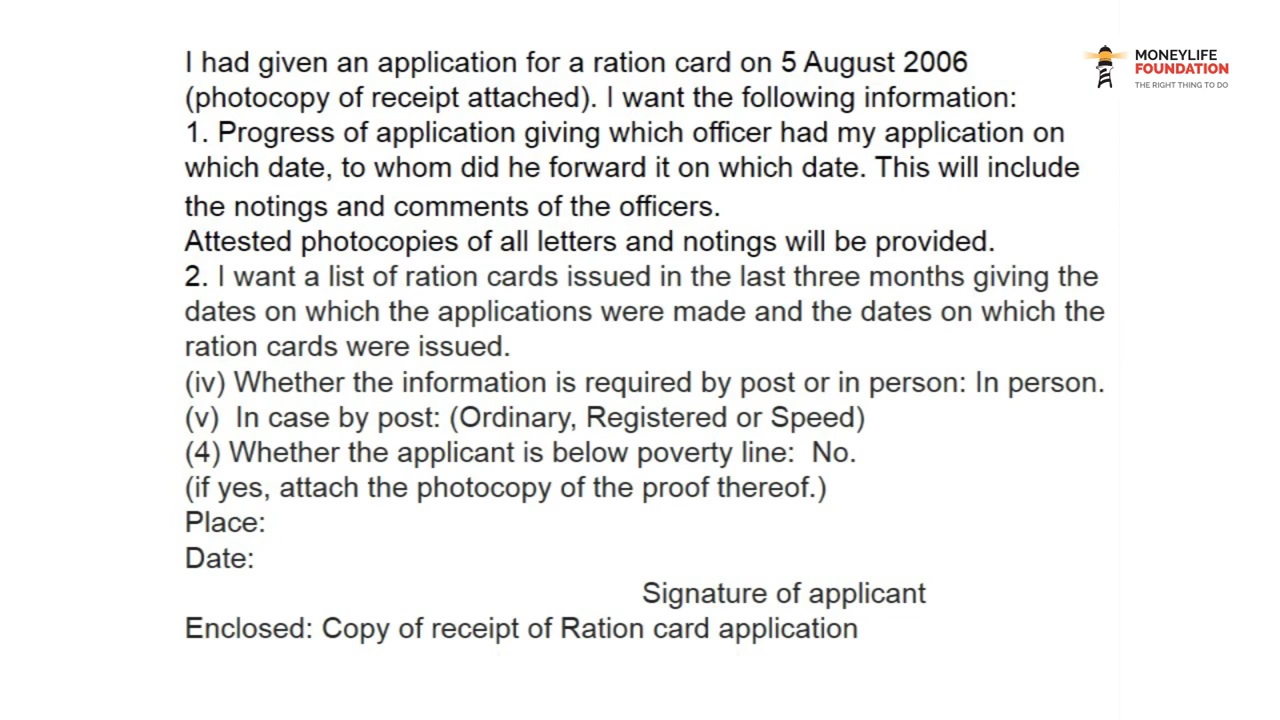 MONEYLIFE
FOUNDATION
THE RIGHT THING TO DO
I had given an application for a ration card on 5 August 2006
(photocopy of receipt attached). I want the following information:
1. Progress of application giving which officer had my application on
which date, to whom did he forward it on which date. This will include
the notings and comments of the officers.
Attested photocopies of all letters and notings will be provided.
2. I want a list of ration cards issued in the last three months giving the
dates on which the applications were made and the dates on which the
ration cards were issued.
(iv) Whether the information is required by post or in person: In person.
(v) In case by post: (Ordinary, Registered or Speed)
(4) Whether the applicant is below poverty line: No.
(if yes, attach the photocopy of the proof thereof.)
Place:
Date:
Signature of applicant
Enclosed: Copy of receipt of Ration card application